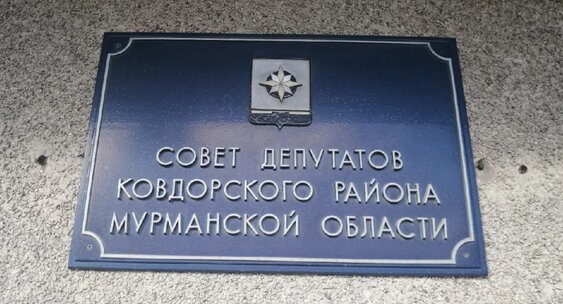 СОВЕТ ДЕПУТАТОВ
КОВДОРСКОГО РАЙОНА
МУРМАНСКОЙ ОБЛАСТИ